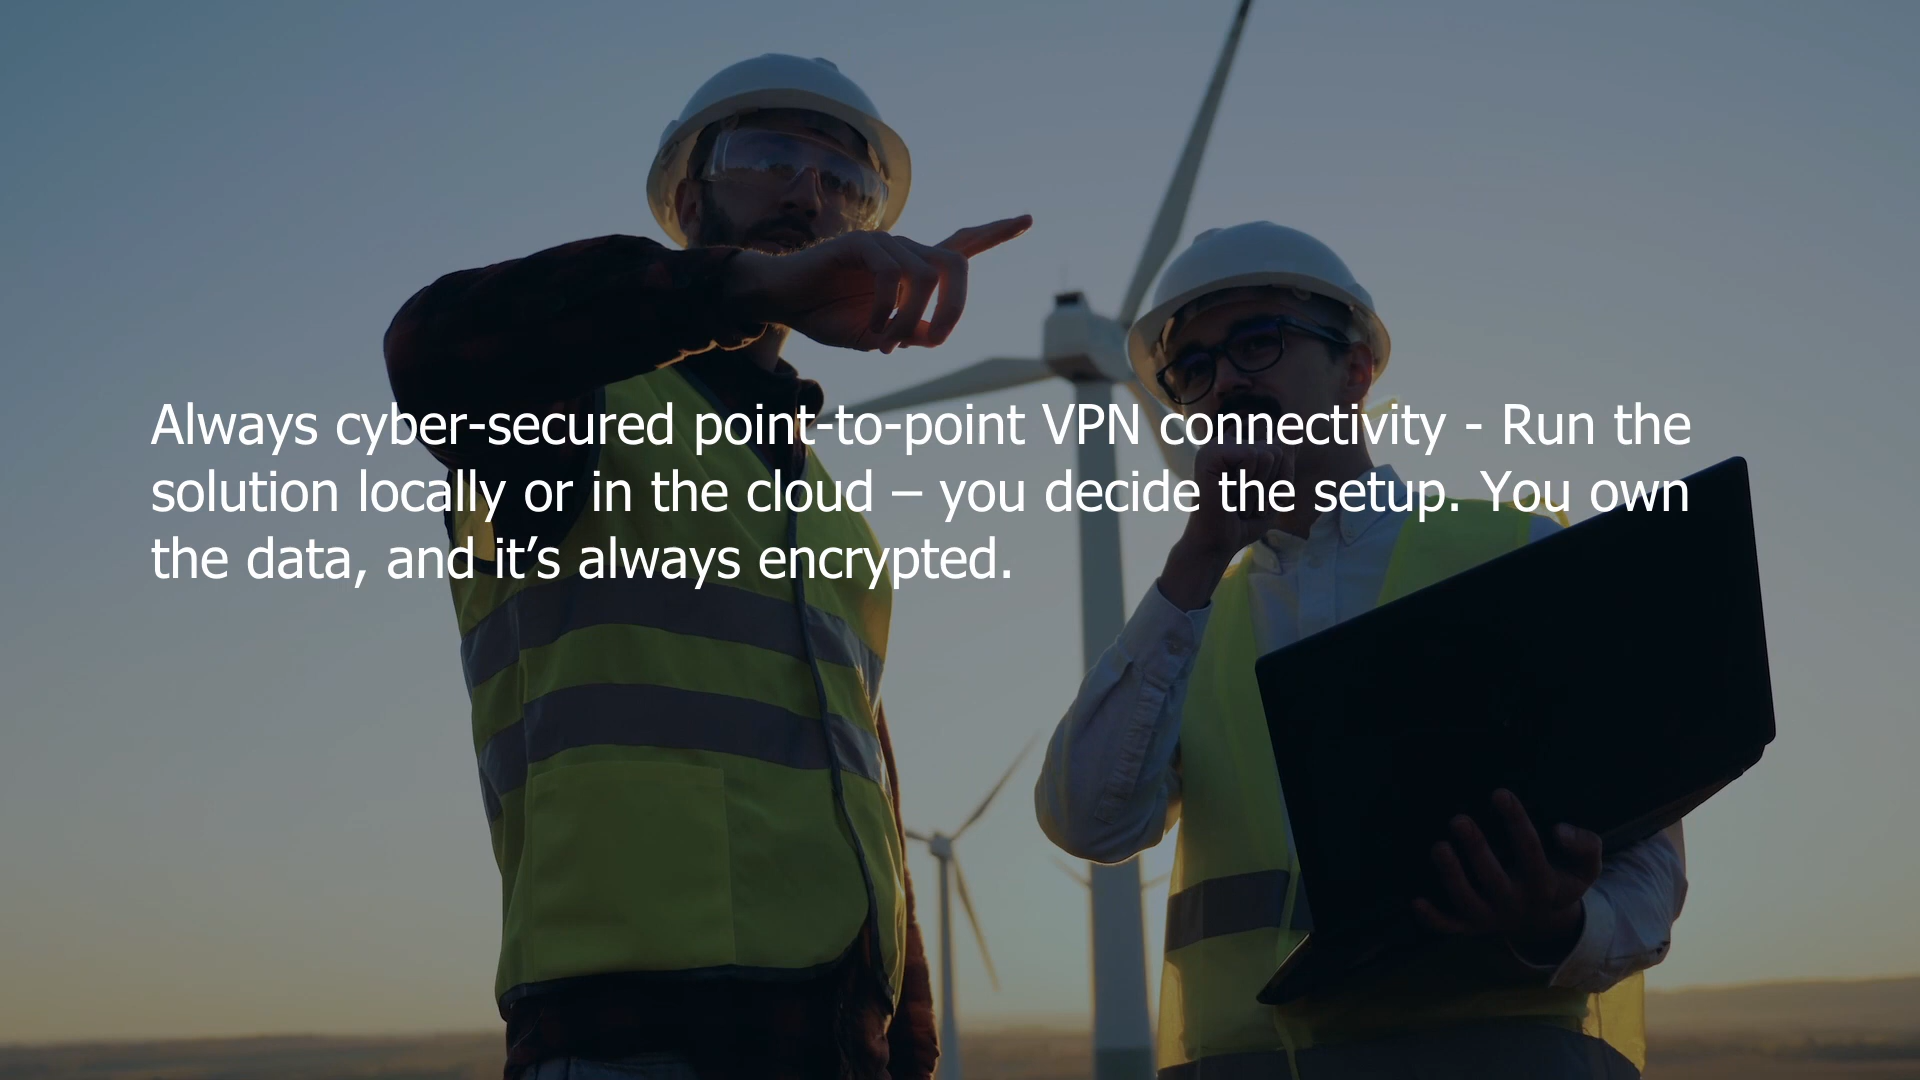 Always cyber-secured point-to-point VPN connectivity - Run the
solution locally or in the cloud – you decide the setup. You own
the data, and it’s always encrypted.